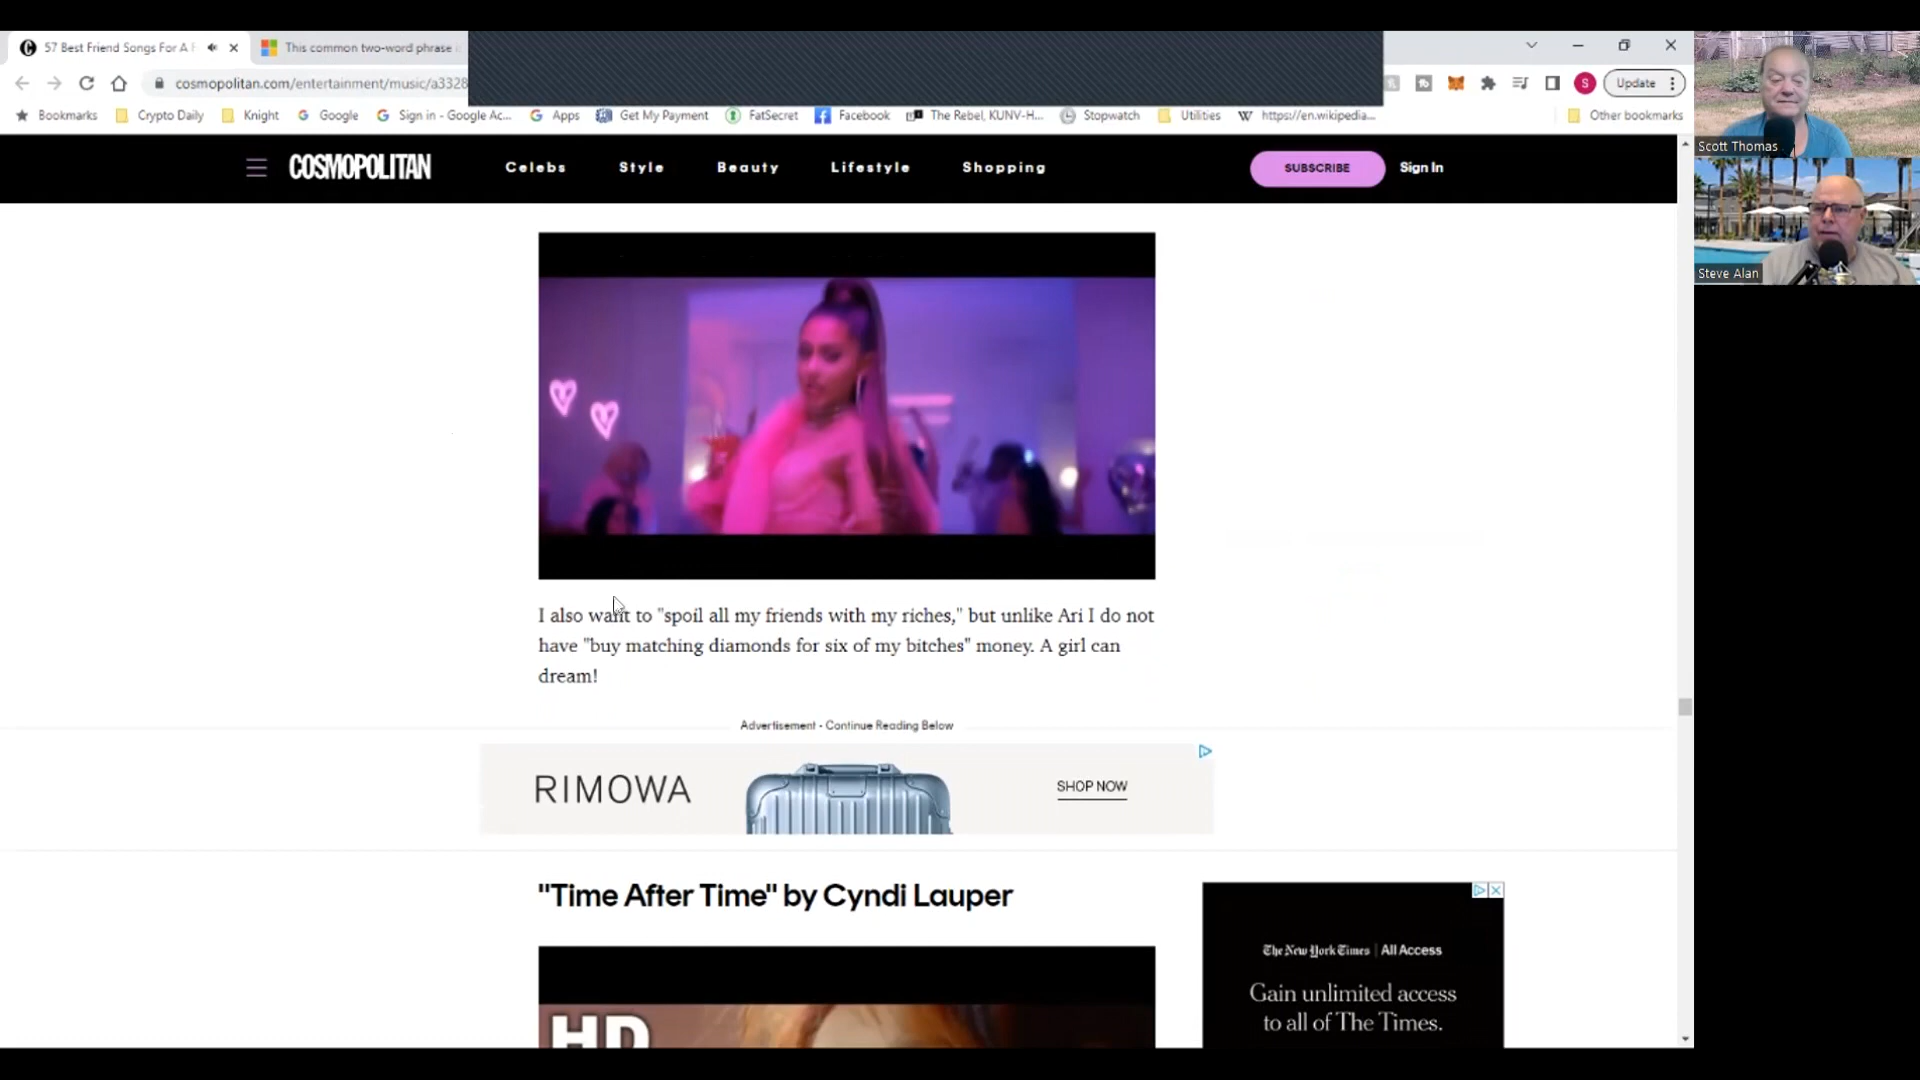 57 Best Friend Songs For A F
This common two-word phrase i
cosmopolitan.com/entertainment/music/a3328
S
Update
Bookmarks
Crypto Daily
Knight
Google
Sign in - Google Ac...
Apps
Get My Payment
FatSecret
Facebook
The Rebel, KUNV-H...
Stopwatch
Utilities
https://en.wikipedia...
Other bookmarks
COSMOPOLITAN
Celebs
Style
Beauty
Lifestyle
Shopping
SUBSCRIBE
Sign In
Scott Thomas
Steve Alan
I also want to "spoil all my friends with my riches," but unlike Ari I do not
have "buy matching diamonds for six of my bitches" money. A girl can
dream!
Advertisement - Continue Reading Below
RIMOWA
SHOP NOW
"Time After Time" by Cyndi Lauper
HD
The New York Times | All Access
Gain unlimited access
to all of The Times.